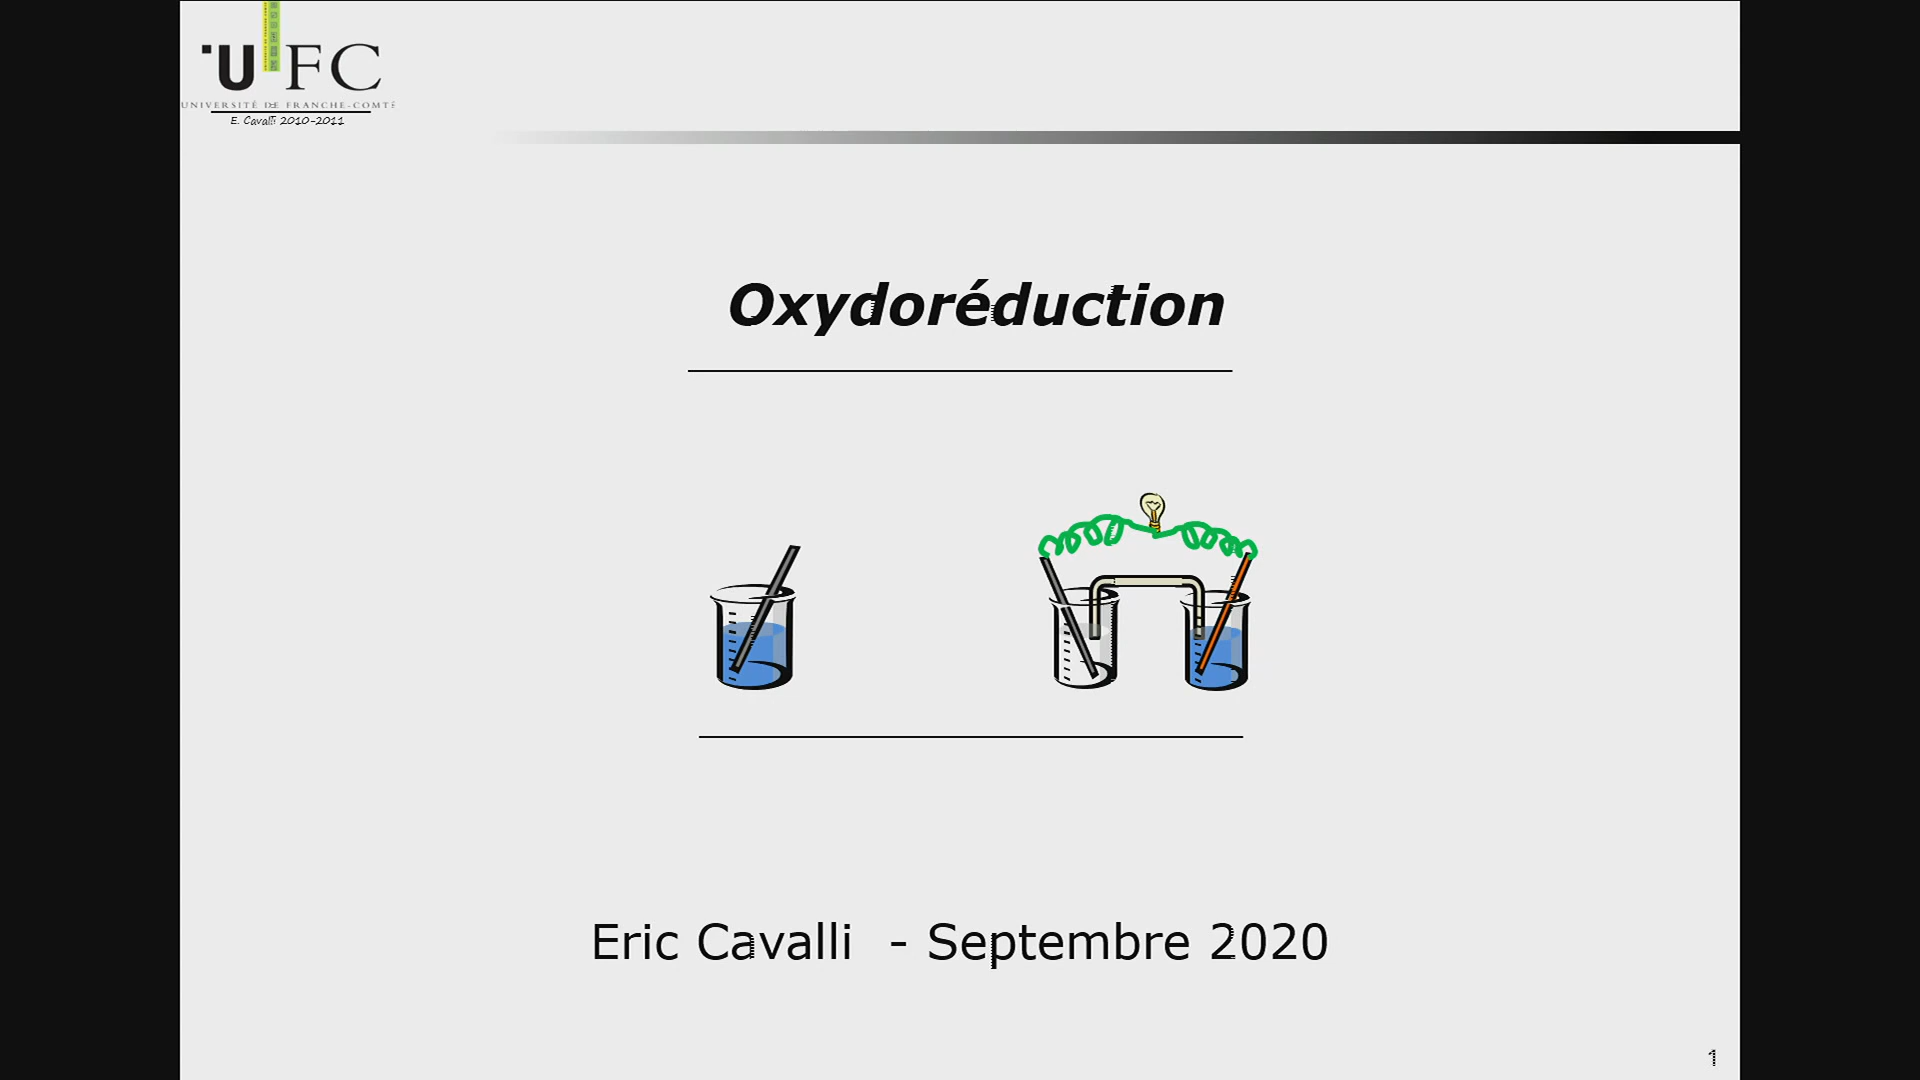 UFC
UNIVERSITÉ DE FRANCHE-COMTÉ
E. Cavalli 2010-2011
Oxydoréduction
Eric Cavalli - Septembre 2020
1